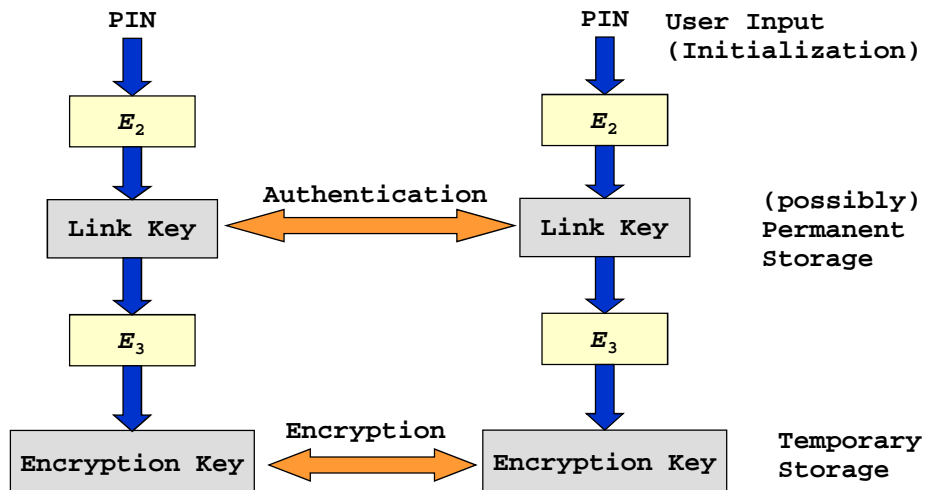 PIN
PIN
User Input
(Initialization)
E₂
E₂
Authentication
Link Key
Link Key
(possibly)
Permanent
Storage
E₃
E₃
Encryption
Encryption Key
Encryption Key
Temporary
Storage